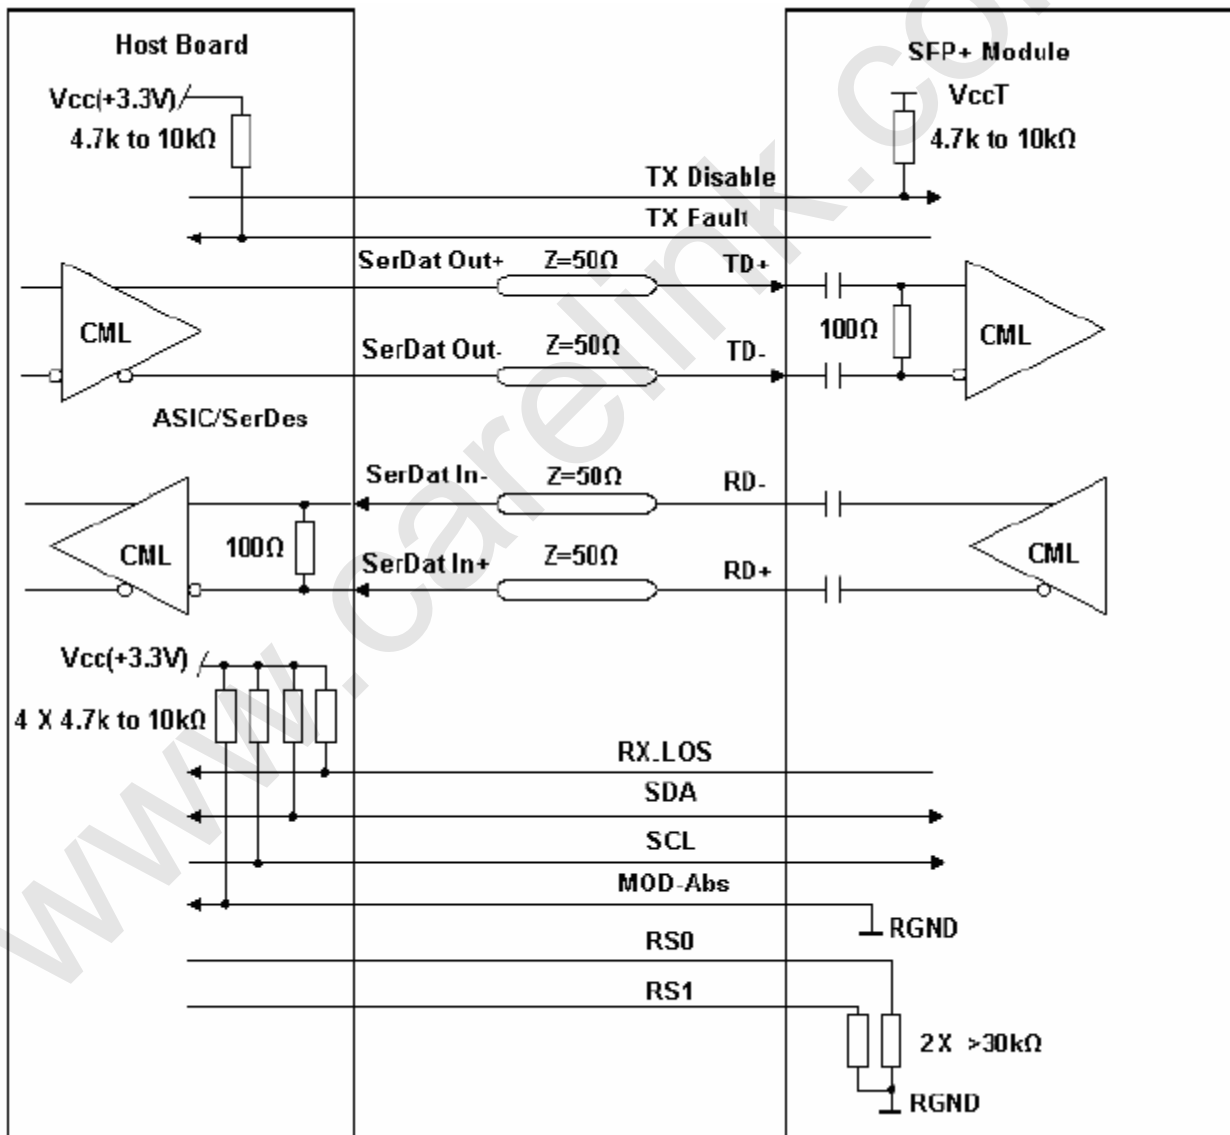 Host Board
SFP+ Module
Vcc(+3.3V)
4.7k to 10kΩ
VccT
4.7k to 10kΩ
TX Disable
TX Fault
SerDat Out+
Z=50Ω
TD+
CML
100Ω
CML
SerDat Out-
Z=50Ω
TD-
ASIC/SerDes
SerDat In-
Z=50Ω
RD-
CML
100Ω
CML
SerDat In+
Z=50Ω
RD+
Vcc(+3.3V)
4 X 4.7k to 10kΩ
RX_LOS
SDA
SCL
MOD-Abs
RGND
RS0
RS1
2X >30kΩ
RGND
www.carelink.co